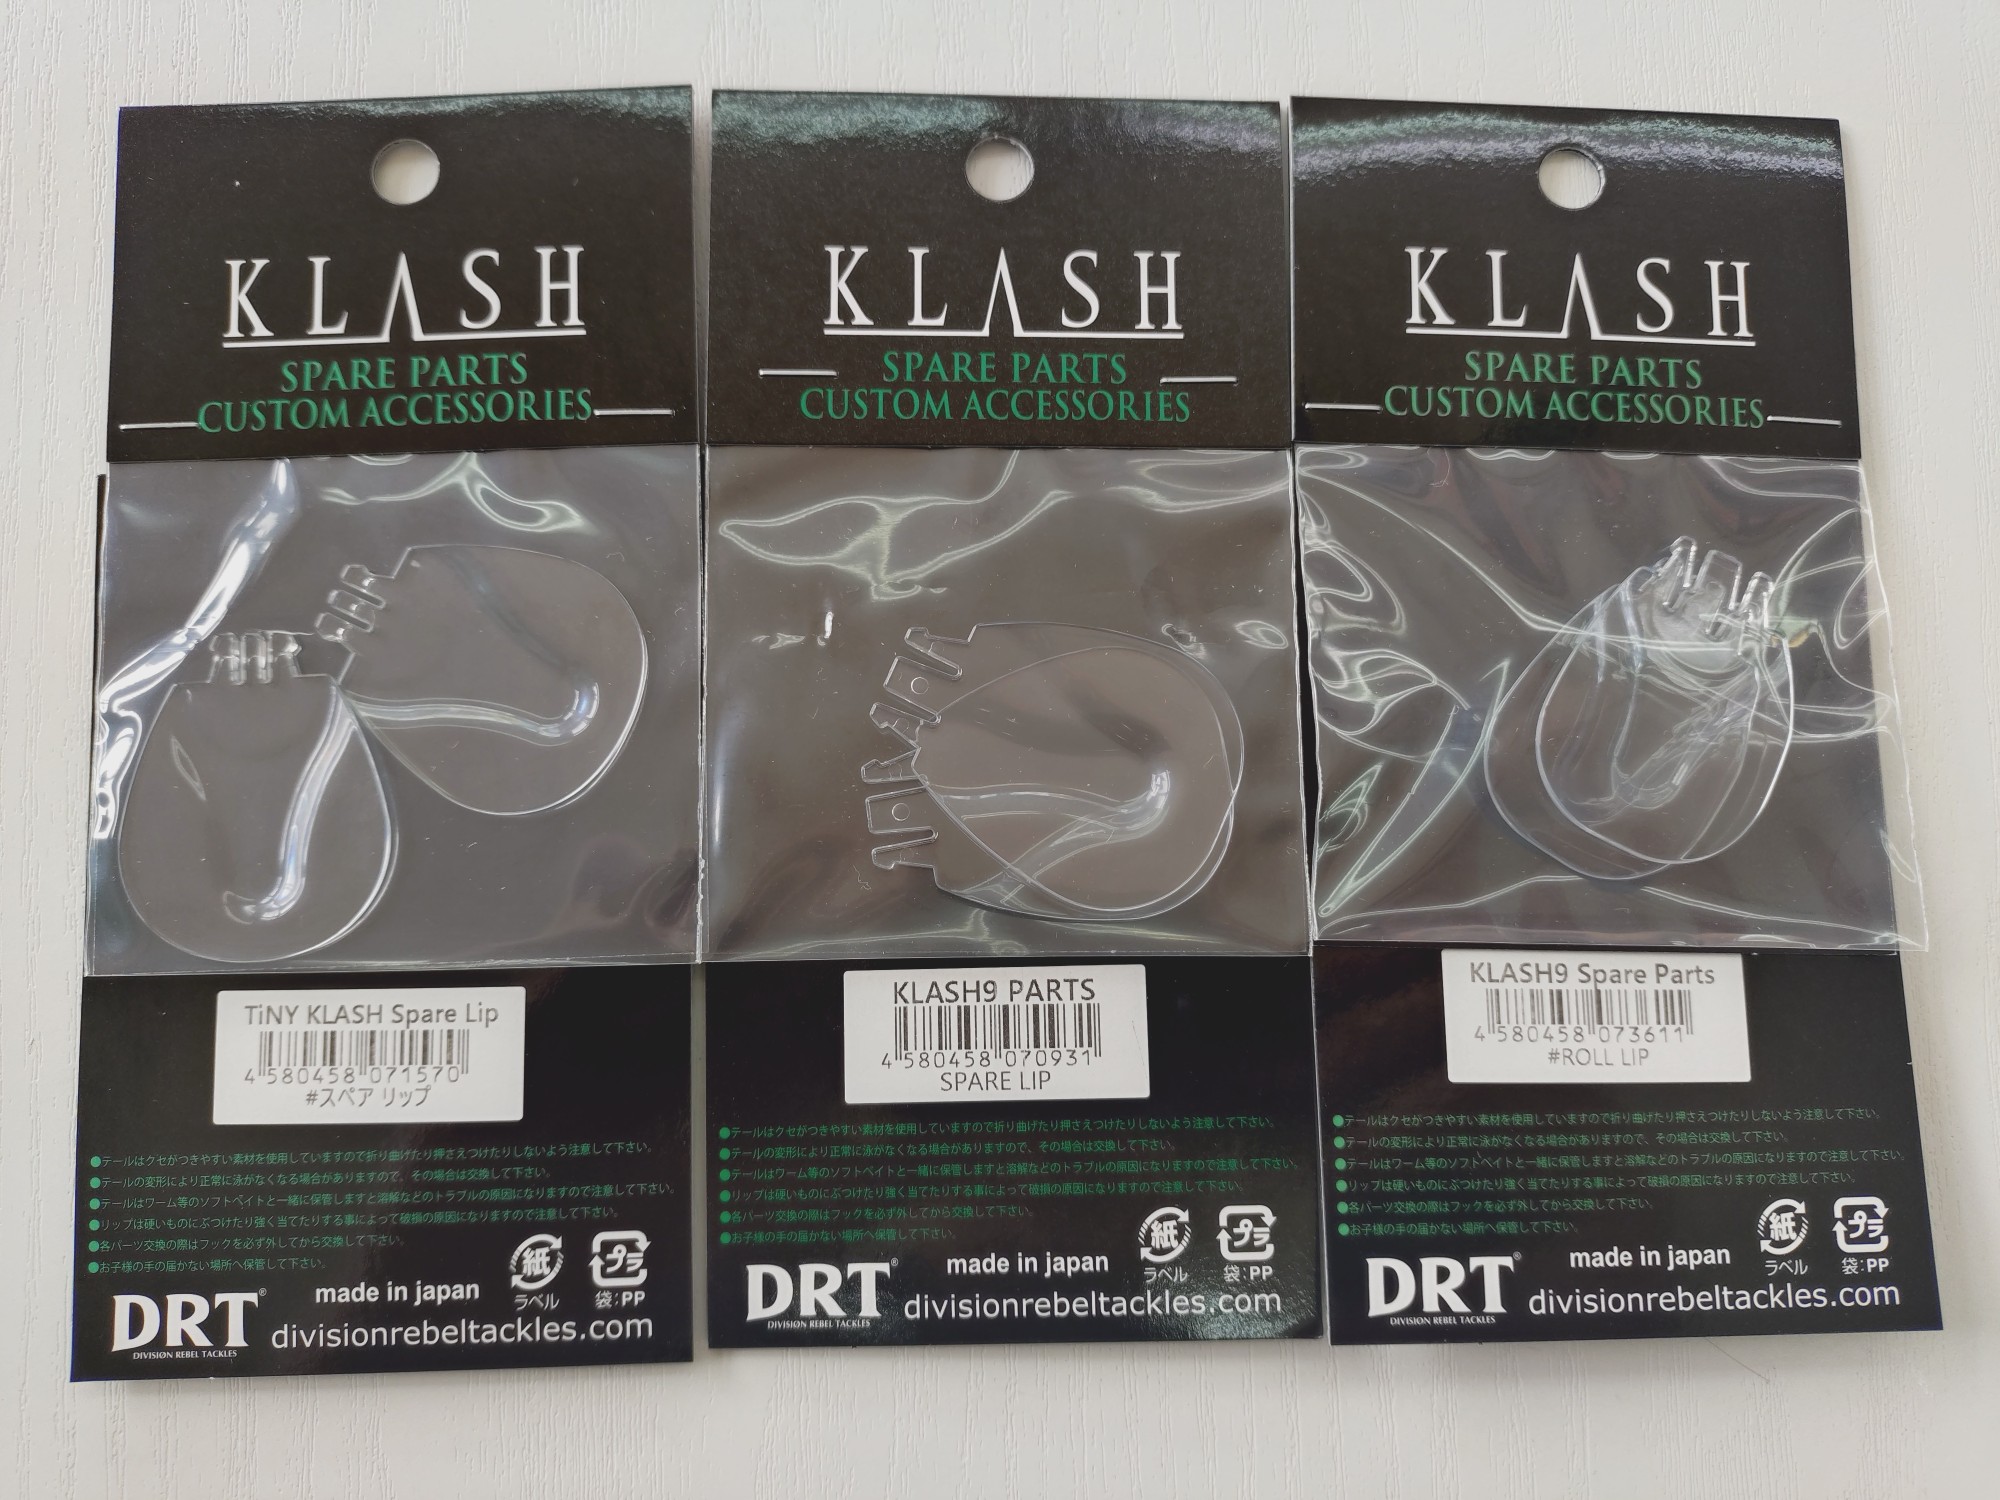 KLASH
SPARE PARTS
CUSTOM ACCESSORIES
TiNY KLASH Spare Lip
4 580458 071570
#スペア リップ
●テールはクセがつきやすい素材を使用していますので折り曲げたり押さえつけたりしないよう注意して下さい。
●テールの変形により正常に泳がなくなる場合がありますので、その場合は交換して下さい。
●テールはワーム等のソフトベイトと一緒に保管しますと溶解などのトラブルの原因になりますので注意して下さい。
●リップは硬いものにぶつけたり強く当てたりする事によって破損の原因になりますので注意して下さい。
●各パーツ交換の際はフックを必ず外してから交換して下さい。
●お子様の手の届かない場所へ保管して下さい。
DRT®
DIVISIØN REBEL TACKLES
made in japan
divisionrebeltackles.com
紙
ラベル
プラ
袋:PP
KLASH
SPARE PARTS
CUSTOM ACCESSORIES
KLASH9 PARTS
4 580458 070931
SPARE LIP
●テールはクセがつきやすい素材を使用していますので折り曲げたり押さえつけたりしないよう注意して下さい。
●テールの変形により正常に泳がなくなる場合がありますので、その場合は交換して下さい。
●テールはワーム等のソフトベイトと一緒に保管しますと溶解などのトラブルの原因になりますので注意して下さい。
●リップは硬いものにぶつけたり強く当てたりする事によって破損の原因になりますので注意して下さい。
●各パーツ交換の際はフックを必ず外してから交換して下さい。
●お子様の手の届かない場所へ保管して下さい。
DRT®
DIVISIØN REBEL TACKLES
made in japan
divisionrebeltackles.com
紙
ラベル
プラ
袋:PP
KLASH
SPARE PARTS
CUSTOM ACCESSORIES
KLASH9 Spare Parts
4 580458 073611
#ROLL LIP
●テールはクセがつきやすい素材を使用していますので折り曲げたり押さえつけたりしないよう注意して下さい。
●テールの変形により正常に泳がなくなる場合がありますので、その場合は交換して下さい。
●テールはワーム等のソフトベイトと一緒に保管しますと溶解などのトラブルの原因になりますので注意して下さい。
●リップは硬いものにぶつけたり強く当てたりする事によって破損の原因になりますので注意して下さい。
●各パーツ交換の際はフックを必ず外してから交換して下さい。
●お子様の手の届かない場所へ保管して下さい。
DRT®
DIVISIØN REBEL TACKLES
made in japan
divisionrebeltackles.com
紙
ラベル
プラ
袋:PP